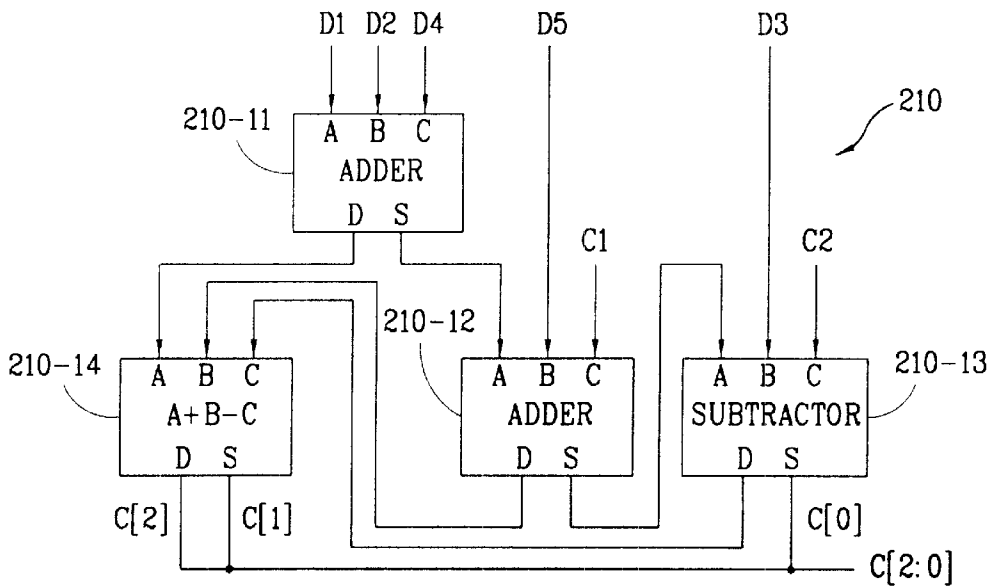 D1 D2 D4 D5 D3
210
210-11
A B C
ADDER
D S
C1 C2
210-12
210-14 A B C A B C A B C 210-13
A+B-C ADDER SUBTRACTOR
D S D S D S
C[2] C[1] C[0]
C[2:0]